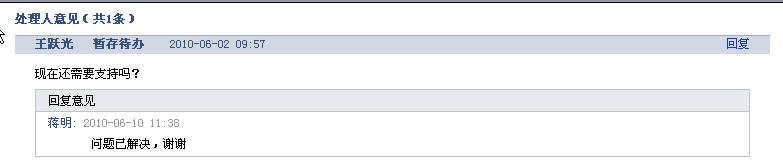 处理人意见（共1条）
王跃光 暂存待办 2010-06-02 09:57 回复
现在还需要支持吗?
回复意见
蒋明: 2010-06-10 11:38
问题已解决，谢谢